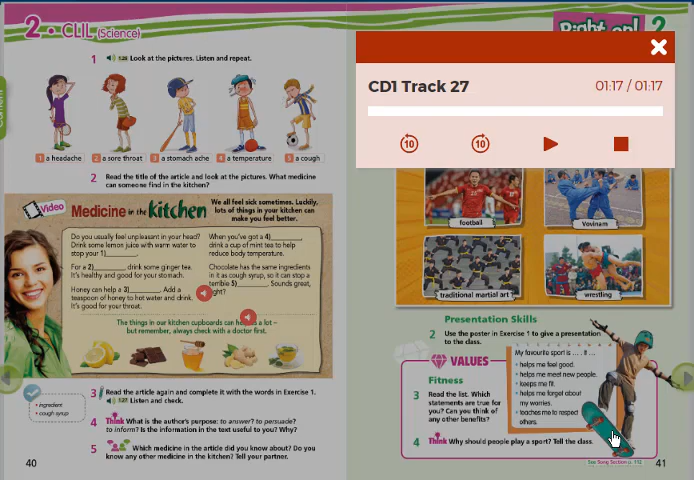 2 • CLIL (Science)
Right on! 2
1 1.26 Look at the pictures. Listen and repeat.
1 a headache
2 a sore throat
3 a stomach ache
4 a temperature
5 a cough
2 Read the title of the article and look at the pictures. What medicine
can someone find in the kitchen?
Video
Medicine in the kitchen
We all feel sick sometimes. Luckily,
lots of things in your kitchen can
make you feel better.
Do you usually feel unpleasant in your head?
Drink some lemon juice with warm water to
stop your 1)________.
For a 2)________, drink some ginger tea.
It's healthy and good for your stomach.
Honey can help a 3)________. Add a
teaspoon of honey to hot water and drink.
It's good for your throat.
When you've got a 4)________,
drink a cup of mint tea to help
reduce body temperature.
Chocolate has the same ingredients
in it as cough syrup, so it can stop a
terrible 5)________. Sounds great,
right?
The things in our kitchen cupboards can help us a lot –
but remember, always check with a doctor first.
• ingredient
• cough syrup
3 Read the article again and complete it with the words in Exercise 1.
1.27 Listen and check.
4 Think What is the author's purpose: to answer? to persuade?
to inform? Is the information in the text useful to you? Why?
5 Which medicine in the article did you know about? Do you
know any other medicine in the kitchen? Tell your partner.
40
CD1 Track 27
01:17 / 01:17
10
10
football
Vovinam
traditional martial art
wrestling
Presentation Skills
2 Use the poster in Exercise 1 to give a presentation
to the class.
VALUES
Fitness
3 Read the list. Which
statements are true for
you? Can you think of
any other benefits?
My favourite sport is ... . It ...
• helps me feel good.
• helps me meet new people.
• keeps me fit.
• helps me forget about
my worries.
• teaches me to respect
others.
4 Think Why should people play a sport? Tell the class.
See Song Section p. 112
41